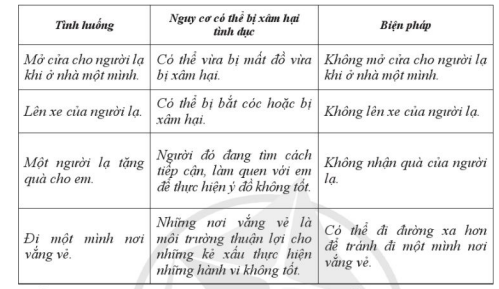 Tình huống
Nguy cơ có thể bị xâm hại
tình dục
Biện pháp
Mở cửa cho người lạ
khi ở nhà một mình.
Có thể vừa bị mất đồ vừa
bị xâm hại.
Không mở cửa cho người lạ
khi ở nhà một mình.
Lên xe của người lạ.
Có thể bị bắt cóc hoặc bị
xâm hại.
Không lên xe của người lạ.
Một người lạ tặng
quà cho em.
Người đó đang tìm cách
tiếp cận, làm quen với em
để thực hiện ý đồ không tốt.
Không nhận quà của người
lạ.
Đi một mình nơi
vắng vẻ.
Những nơi vắng vẻ là
môi trường thuận lợi cho
những kẻ xấu thực hiện
những hành vi không tốt.
Có thể đi đường xa hơn
để tránh đi một mình nơi
vắng vẻ.